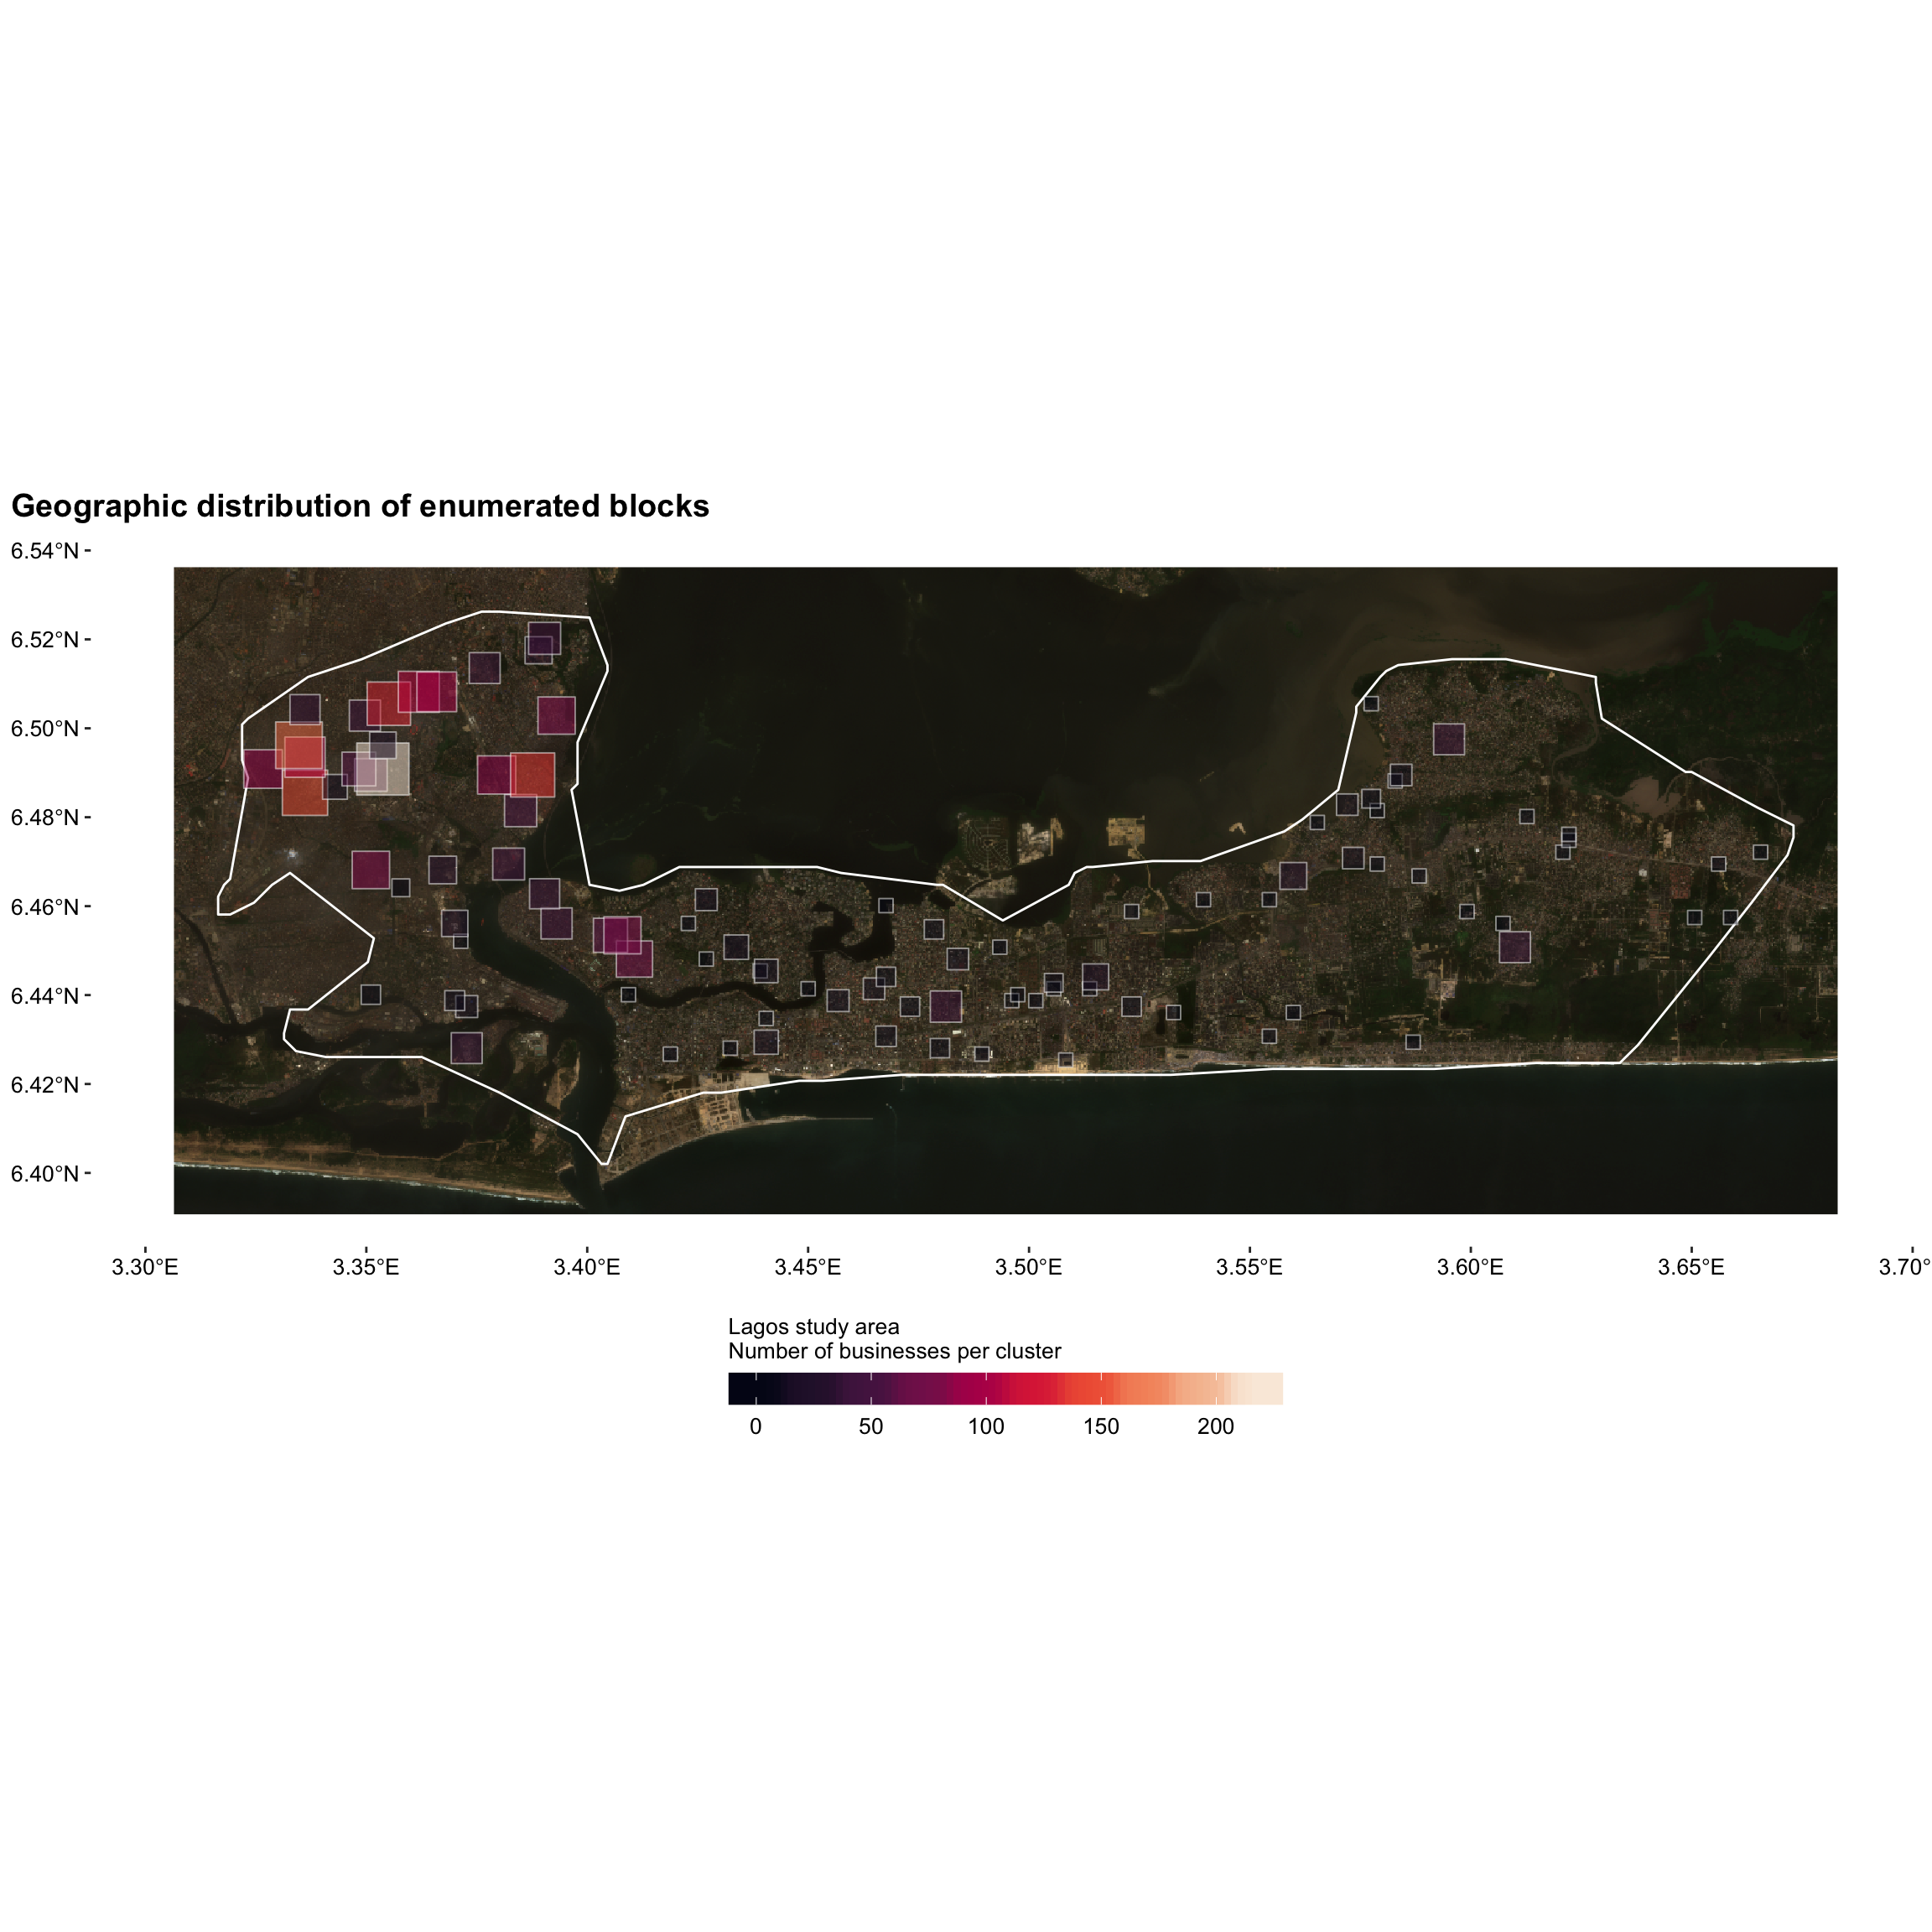 Geographic distribution of enumerated blocks
6.54°N
6.52°N
6.50°N
6.48°N
6.46°N
6.44°N
6.42°N
6.40°N
3.30°E 3.35°E 3.40°E 3.45°E 3.50°E 3.55°E 3.60°E 3.65°E 3.70°
Lagos study area
Number of businesses per cluster
0 50 100 150 200